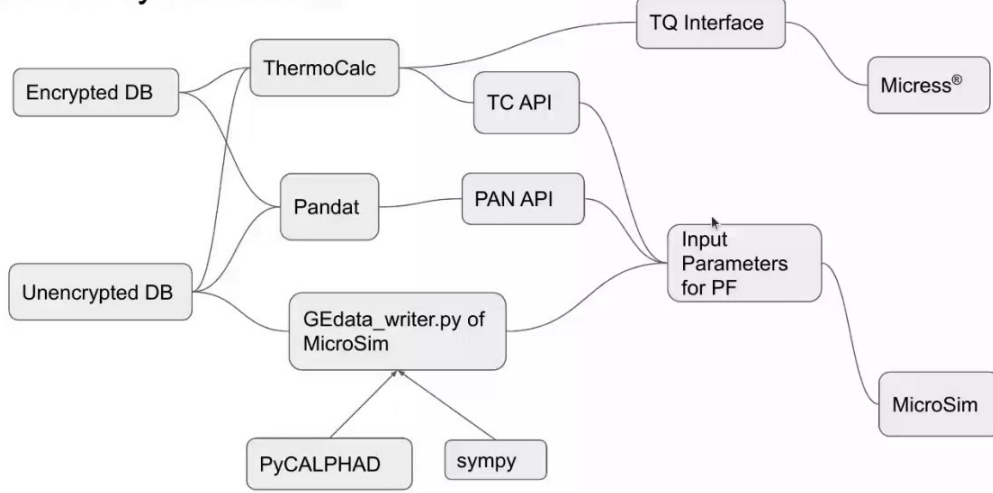 TQ Interface
ThermoCalc
Encrypted DB
Micress®
TC API
Pandat
PAN API
Input
Parameters
for PF
Unencrypted DB
GEdata_writer.py of
MicroSim
MicroSim
PyCALPHAD
sympy